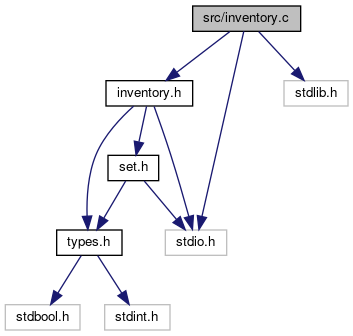 src/inventory.c
inventory.h
stdlib.h
set.h
types.h
stdio.h
stdbool.h
stdint.h